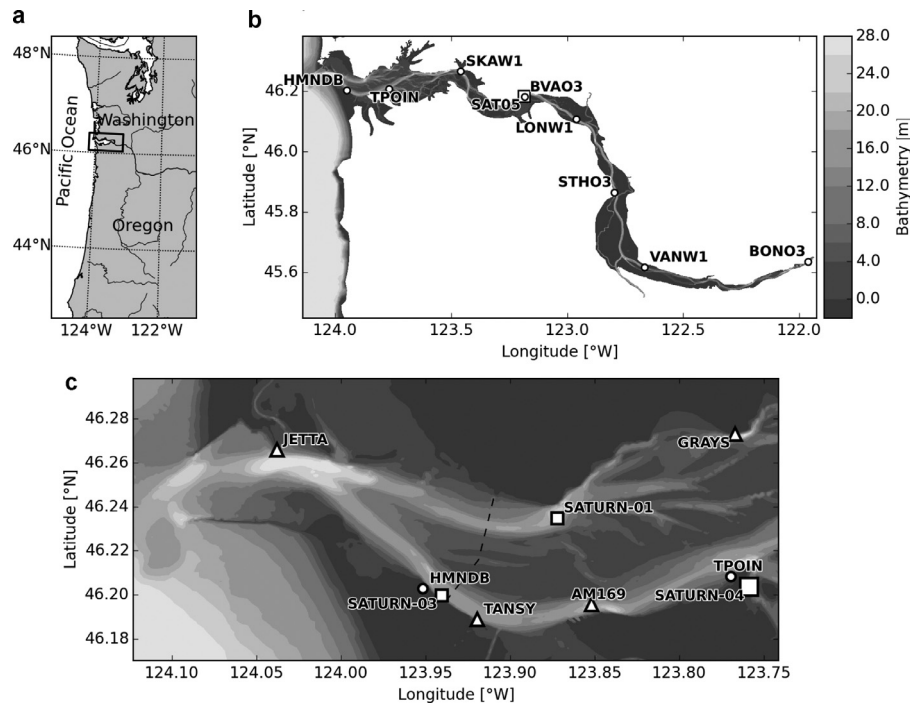 a
48°N
46°N
44°N
124°W
122°W
Pacific Ocean
Washington
Oregon
b
46.2
46.0
45.8
45.6
Latitude [°N]
124.0
123.5
123.0
122.5
122.0
Longitude [°W]
HMNDB
TPOIN
SKAW1
SAT05
BVAO3
LONW1
STHO3
VANW1
BONO3
28.0
24.0
20.0
16.0
12.0
8.0
4.0
0.0
Bathymetry [m]
c
46.28
46.26
46.24
46.22
46.20
46.18
Latitude [°N]
124.10
124.05
124.00
123.95
123.90
123.85
123.80
123.75
Longitude [°W]
JETTA
GRAYS
SATURN-01
HMNDB
SATURN-03
TANSY
AM169
TPOIN
SATURN-04